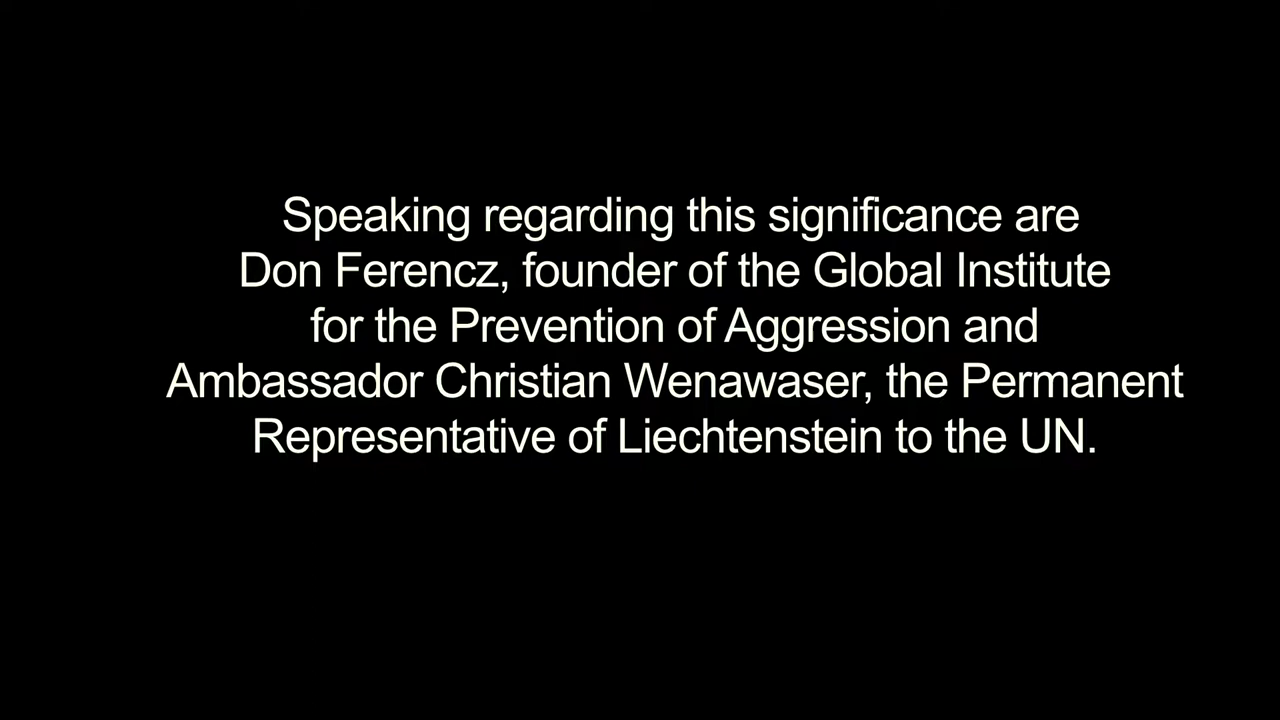 Speaking regarding this significance are
Don Ferencz, founder of the Global Institute
for the Prevention of Aggression and
Ambassador Christian Wenawaser, the Permanent
Representative of Liechtenstein to the UN.